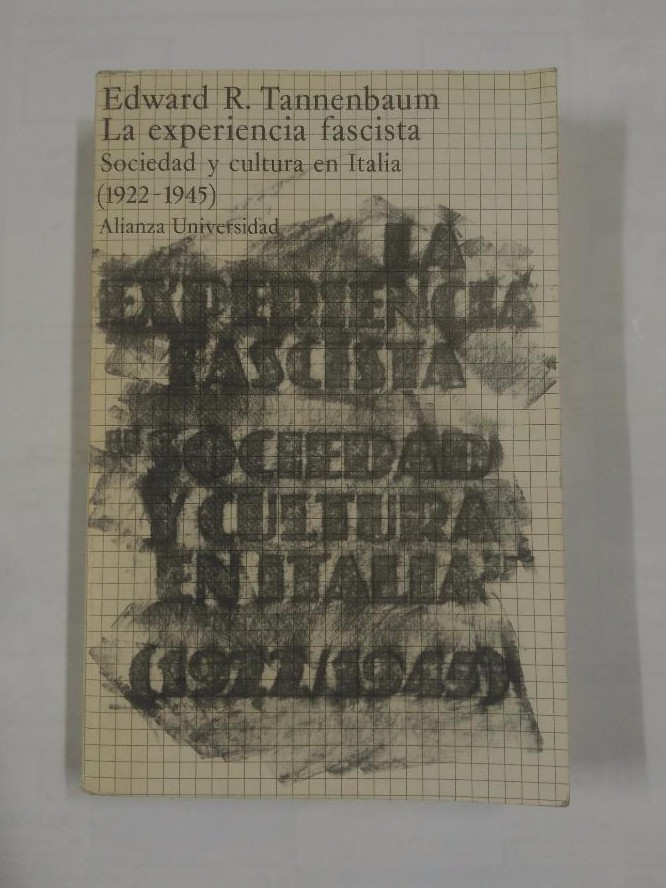 Edward R. Tannenbaum
La experiencia fascista
Sociedad y cultura en Italia
(1922-1945)
Alianza Universidad
LA
EXPERIENCIA
FASCISTA
"SOCIEDAD
Y CULTURA
EN ITALIA"
(1922/1945)